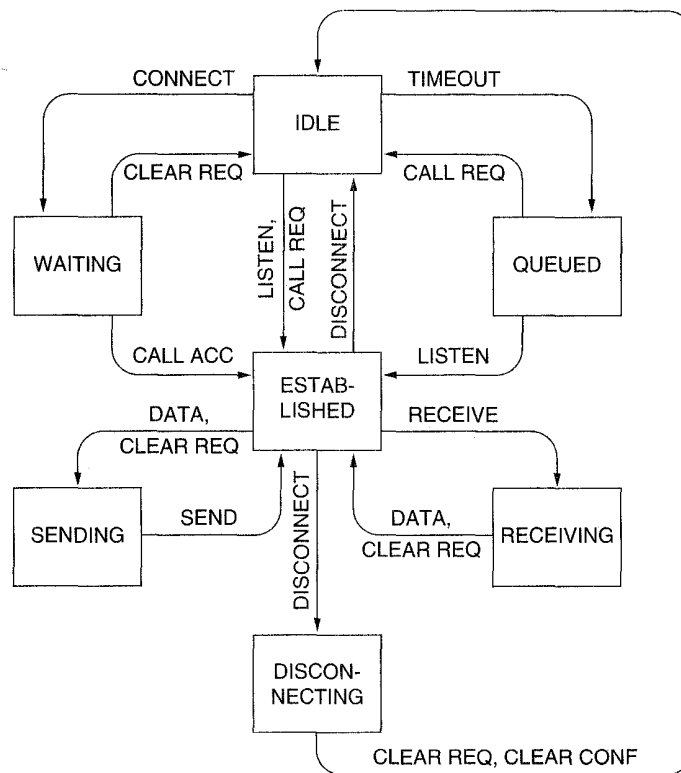 CONNECT
IDLE
TIMEOUT
CLEAR REQ
CALL REQ
WAITING
LISTEN,
CALL REQ
DISCONNECT
QUEUED
CALL ACC
ESTAB-
LISHED
LISTEN
DATA,
CLEAR REQ
RECEIVE
SENDING
SEND
DISCONNECT
DATA,
CLEAR REQ
RECEIVING
DISCON-
NECTING
CLEAR REQ, CLEAR CONF